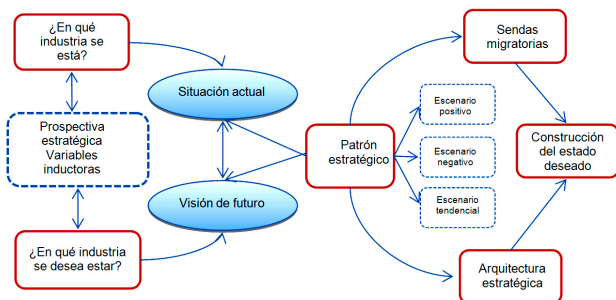 ¿En qué
industria se
está?
Prospectiva
estratégica
Variables
inductoras
¿En qué industria
se desea estar?
Situación actual
Visión de futuro
Patrón
estratégico
Sendas
migratorias
Escenario
positivo
Escenario
negativo
Escenario
tendencial
Construcción
del estado
deseado
Arquitectura
estratégica